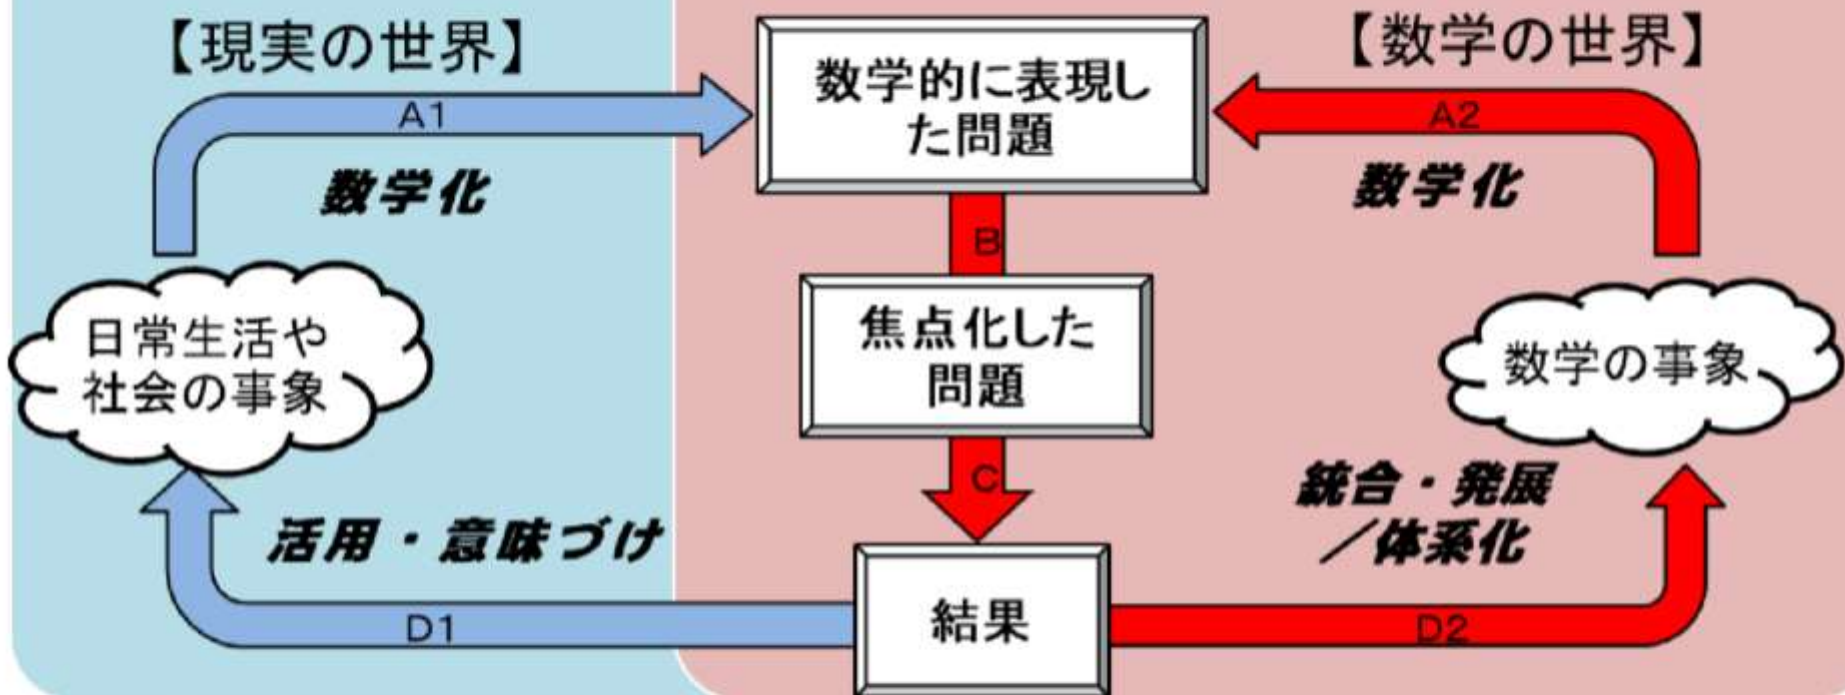 【現実の世界】
【数学の世界】
数学的に表現し
た問題
A1
A2
数学化
数学化
B
日常生活や
社会の事象
焦点化した
問題
数学の事象
C
活用・意味づけ
統合・発展
／体系化
D1
結果
D2